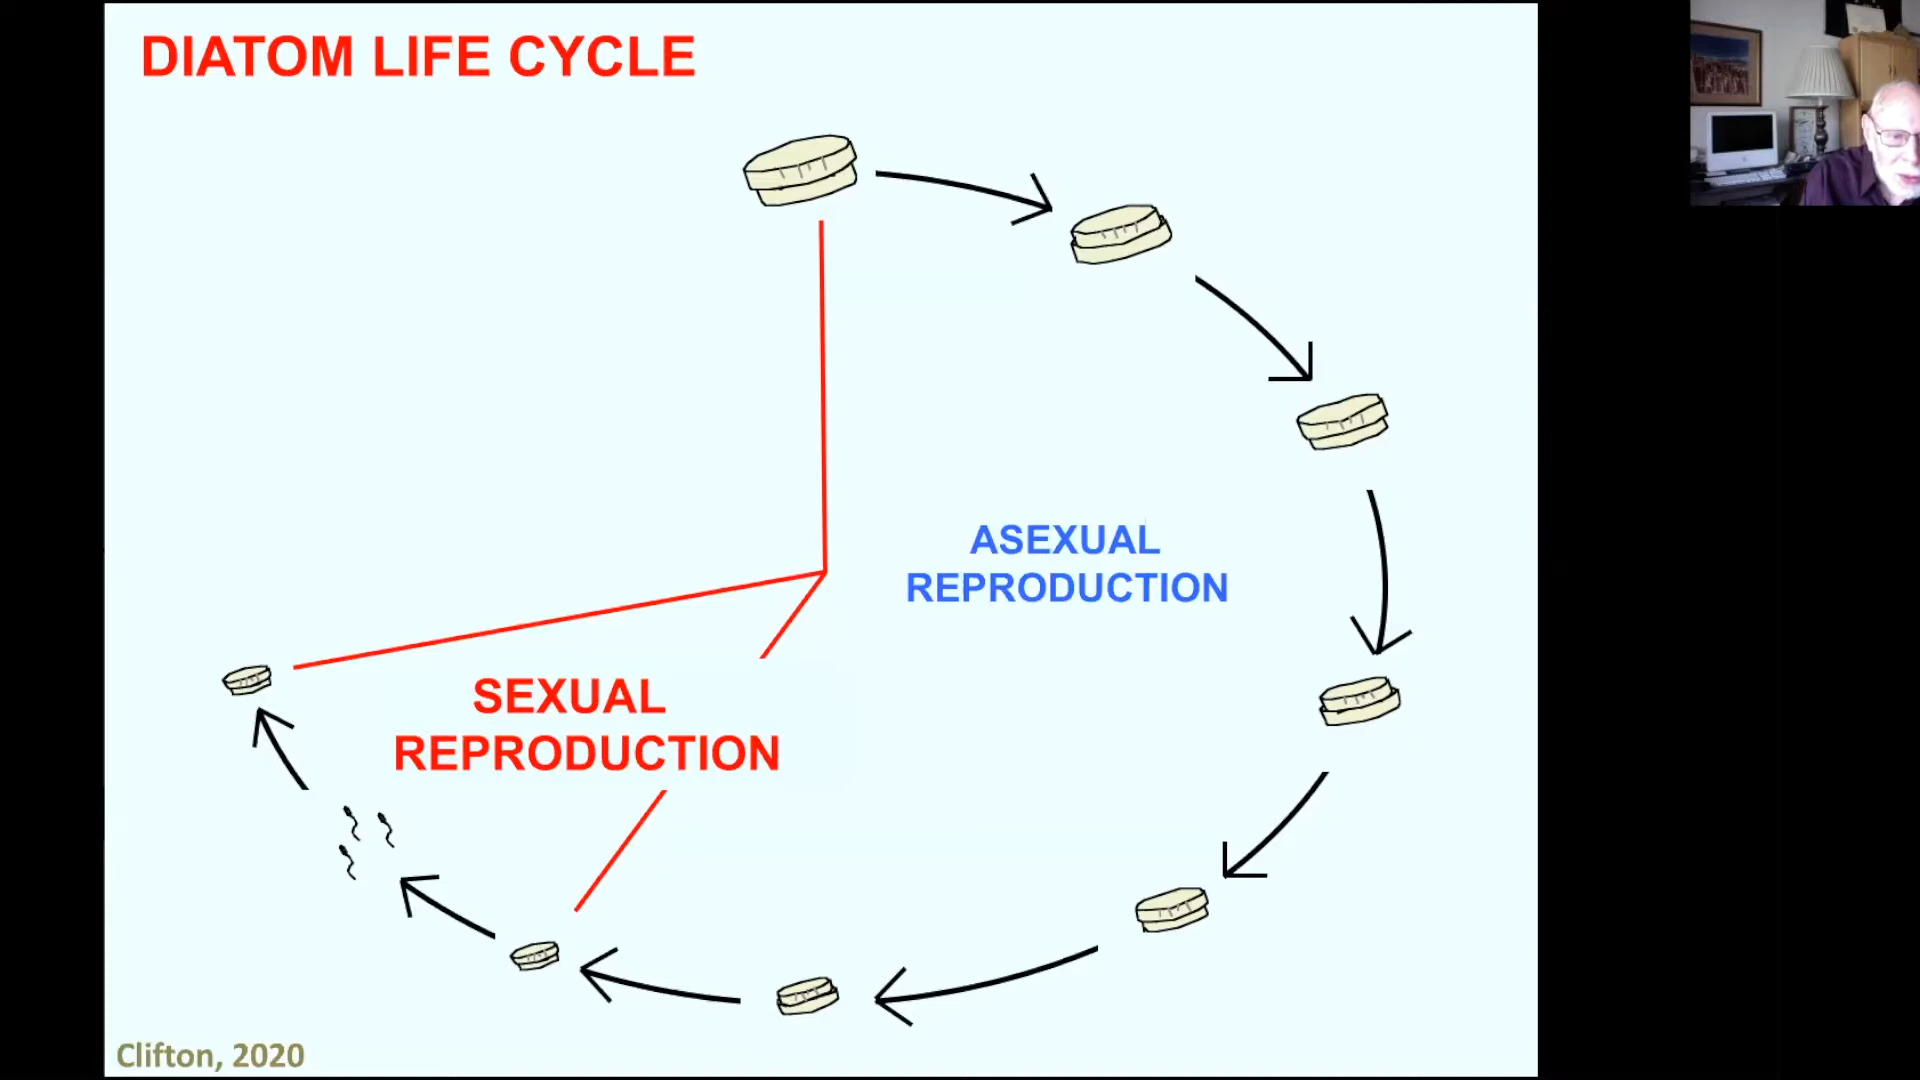 DIATOM LIFE CYCLE
ASEXUAL
REPRODUCTION
SEXUAL
REPRODUCTION
Clifton, 2020